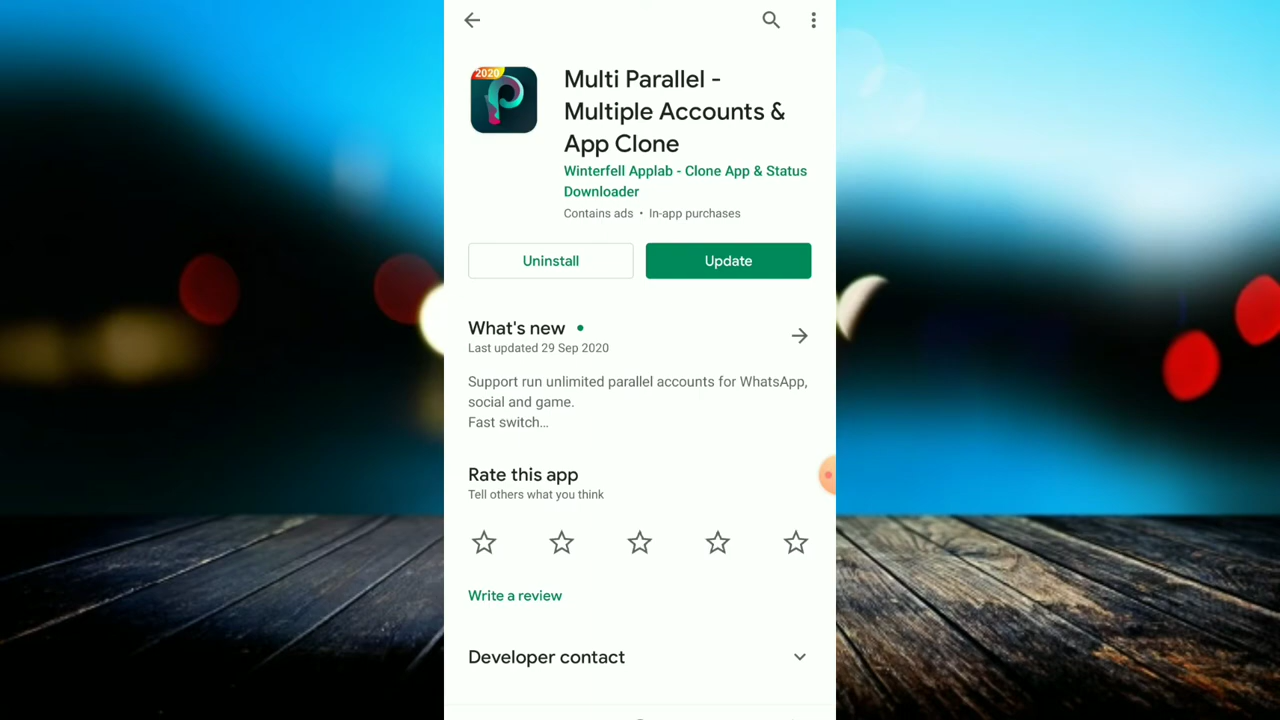 2020
Multi Parallel -
Multiple Accounts &
App Clone
Winterfell Applab - Clone App & Status
Downloader
Contains ads • In-app purchases
Uninstall
Update
What's new
Last updated 29 Sep 2020
Support run unlimited parallel accounts for WhatsApp,
social and game.
Fast switch…
Rate this app
Tell others what you think
Write a review
Developer contact